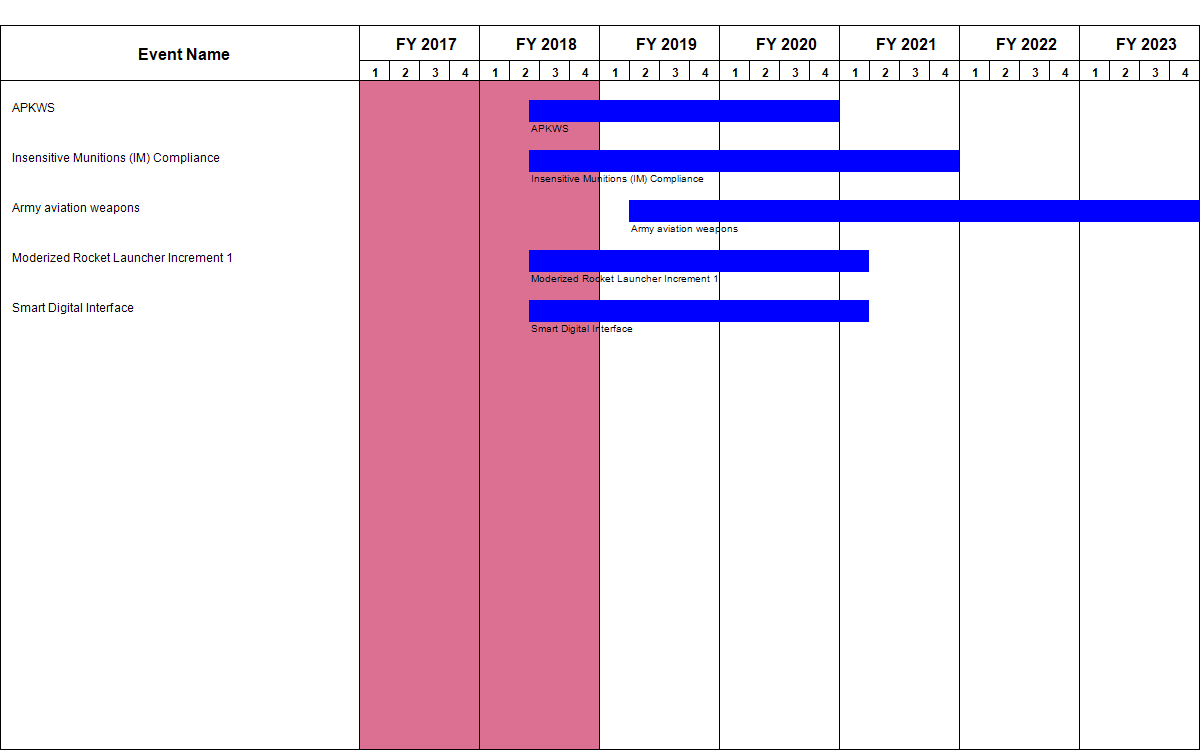 Event Name
FY 2017 FY 2018 FY 2019 FY 2020 FY 2021 FY 2022 FY 2023
1 2 3 4 1 2 3 4 1 2 3 4 1 2 3 4 1 2 3 4 1 2 3 4 1 2 3 4
APKWS
APKWS
Insensitive Munitions (IM) Compliance
Insensitive Munitions (IM) Compliance
Army aviation weapons
Army aviation weapons
Moderized Rocket Launcher Increment 1
Moderized Rocket Launcher Increment 1
Smart Digital Interface
Smart Digital Interface